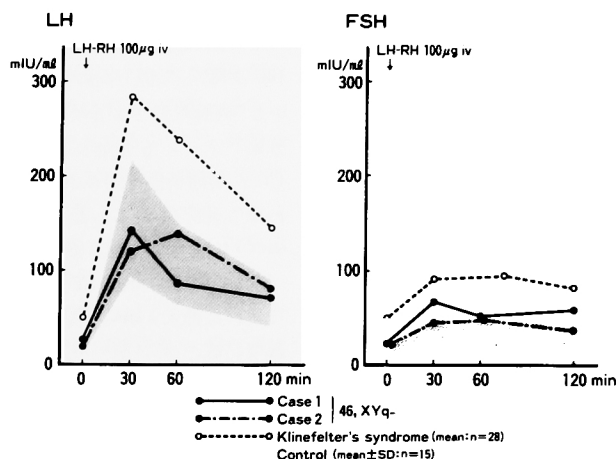 LH
FSH
LH-RH 100μg iv
LH-RH 100μg iv
mIU/ml
mIU/ml
300
300
200
200
100
100
0
0
0 30 60 120 min
0 30 60 120 min
Case 1
Case 2
46, XYq-
Klinefelter's syndrome (mean:n=28)
Control (mean±SD:n=15)